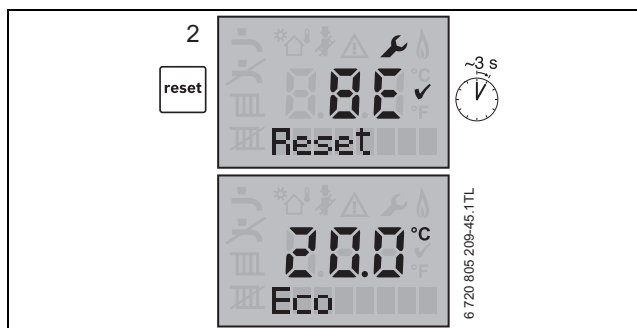 2
reset
8E
°C
°F
Reset
~3 s
20.0 °C
°F
Eco
6 720 805 209-45.1TL